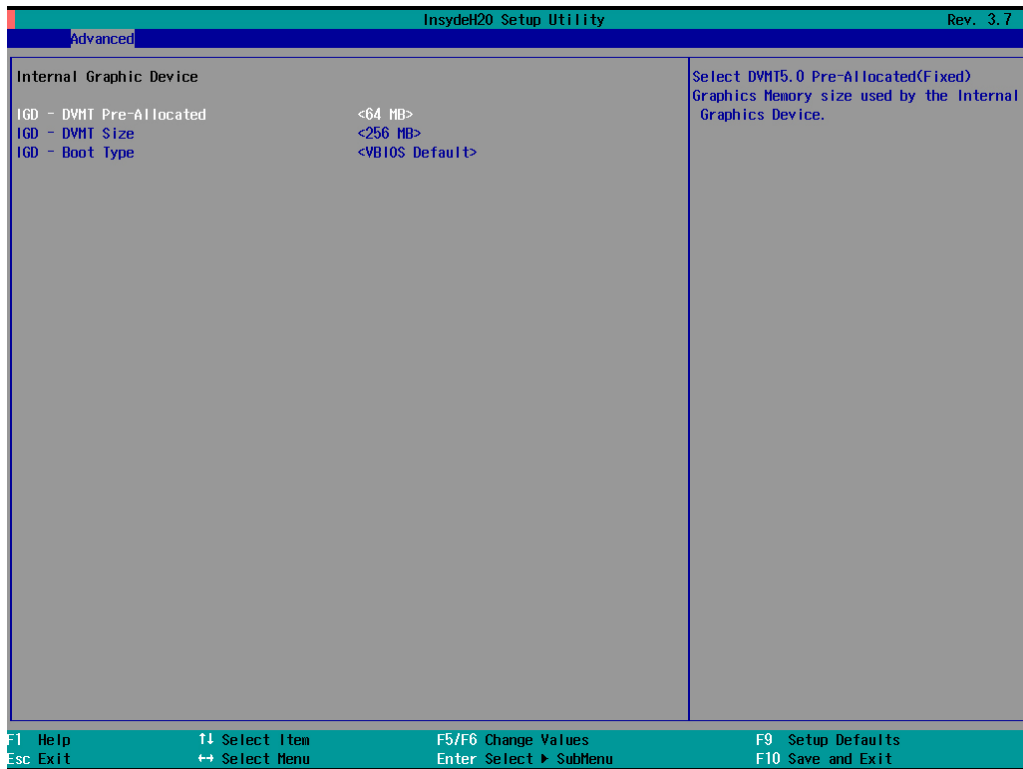 InsydeH20 Setup Utility Rev. 3.7
Advanced
Internal Graphic Device
IGD - DVMT Pre-Allocated <64 MB>
IGD - DVMT Size <256 MB>
IGD - Boot Type <VBIOS Default>
Select DVMT5.0 Pre-Allocated(Fixed)
Graphics Memory size used by the Internal
Graphics Device.
F1 Help ↑↓ Select Item F5/F6 Change Values F9 Setup Defaults
Esc Exit ↔ Select Menu Enter Select ▶ SubMenu F10 Save and Exit